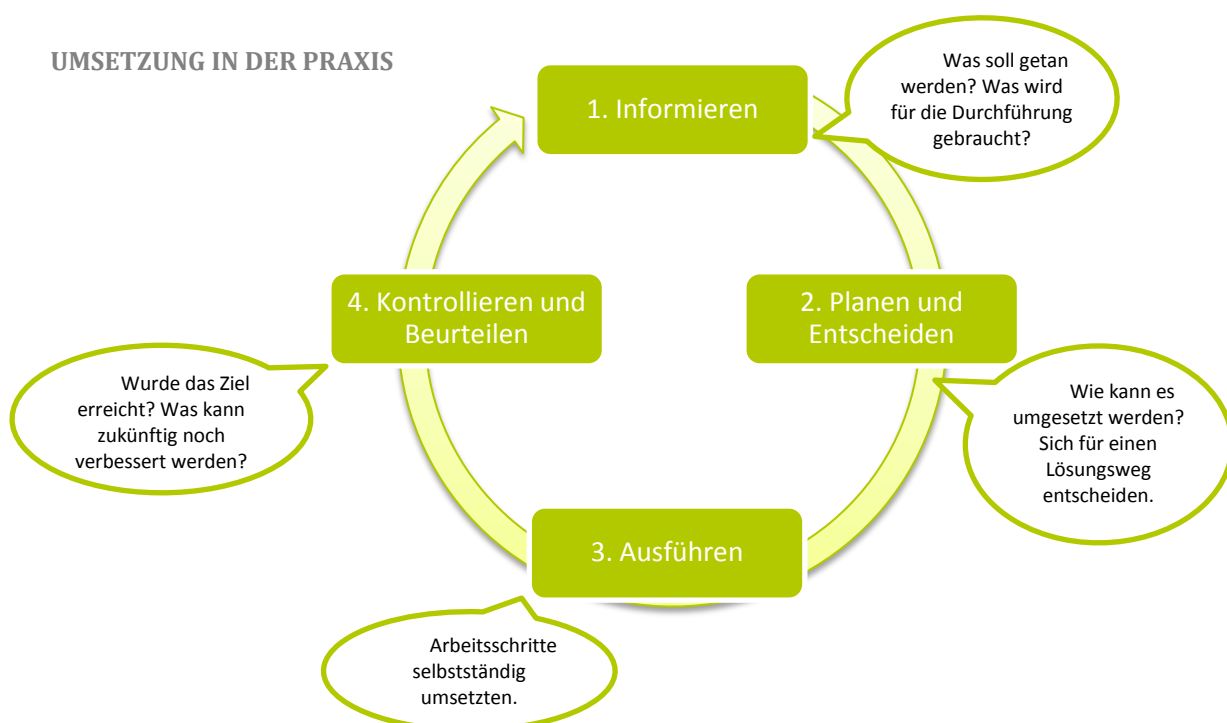 UMSETZUNG IN DER PRAXIS
1. Informieren
Was soll getan
werden? Was wird
für die Durchführung
gebraucht?
2. Planen und
Entscheiden
Wie kann es
umgesetzt werden?
Sich für einen
Lösungsweg
entscheiden.
3. Ausführen
Arbeitsschritte
selbstständig
umsetzten.
4. Kontrollieren und
Beurteilen
Wurde das Ziel
erreicht? Was kann
zukünftig noch
verbessert werden?